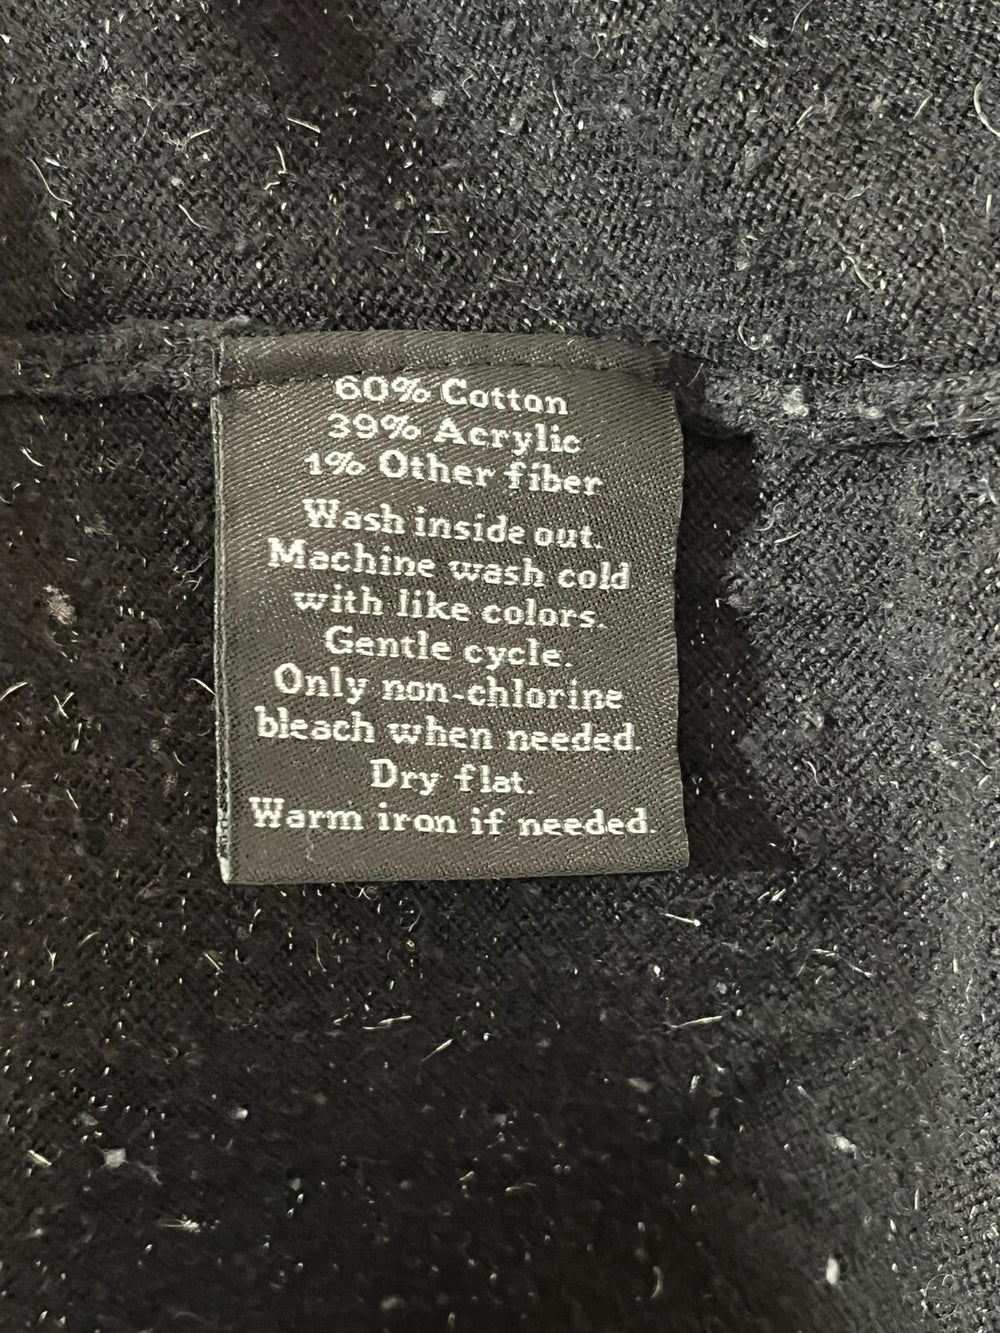 60% Cotton
39% Acrylic
1% Other fiber
Wash inside out.
Machine wash cold
with like colors.
Gentle cycle.
Only non-chlorine
bleach when needed.
Dry flat.
Warm iron if needed.